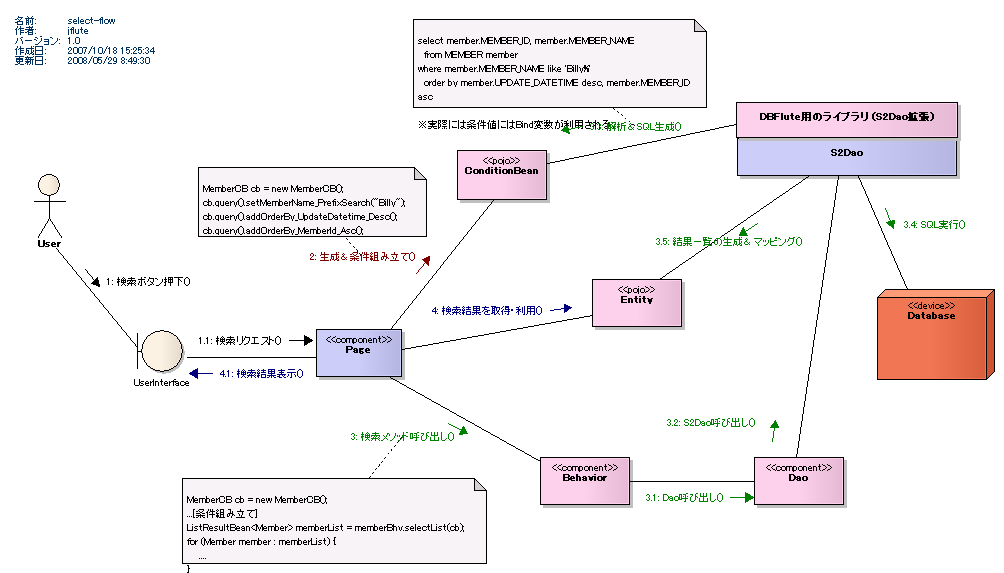 名前: select-flow
作者: jflute
バージョン: 1.0
作成日: 2007/10/18 15:25:34
更新日: 2008/05/29 8:49:30
select member.MEMBER_ID, member.MEMBER_NAME
from MEMBER member
where member.MEMBER_NAME like 'Billy%'
order by member.UPDATE_DATETIME desc, member.MEMBER_ID
asc
※実際には条件値にはBind変数が利用される
解析＆SQL生成()
DBFlute用のライブラリ(S2Dao拡張)
S2Dao
<<pojo>>
ConditionBean
MemberCB cb = new MemberCB();
cb.query().setMemberName_PrefixSearch("Billy");
cb.query().addOrderBy_UpdateDatetime_Desc();
cb.query().addOrderBy_MemberId_Asc();
User
2: 生成＆条件組み立て()
3.4: SQL実行()
3.5: 結果一覧の生成＆マッピング()
1: 検索ボタン押下()
<<pojo>>
Entity
4: 検索結果を取得・利用()
<<device>>
Database
1.1: 検索リクエスト()
<<component>>
Page
4.1: 検索結果表示()
UserInterface
3.2: S2Dao呼び出し()
3: 検索メソッド呼び出し()
<<component>>
Behavior
<<component>>
Dao
3.1: Dao呼び出し()
MemberCB cb = new MemberCB();
...[条件組み立て]
ListResultBean<Member> memberList = memberBhv.selectList(cb);
for (Member member : memberList) {
....
}